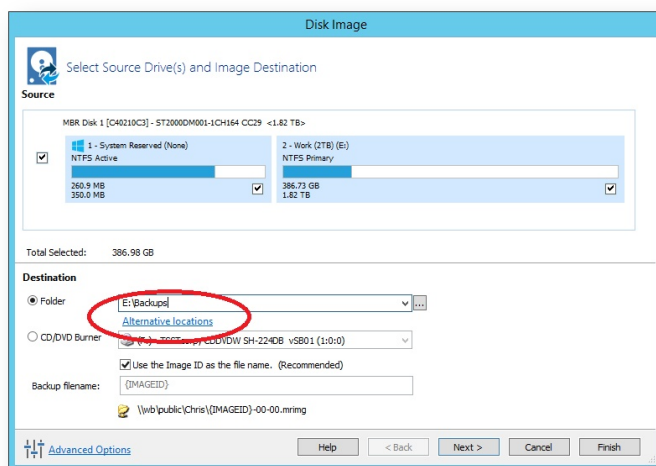 Disk Image
Select Source Drive(s) and Image Destination
Source
MBR Disk 1 [C40210C3] - ST2000DM001-1CH164 CC29 <1.82 TB>
1 - System Reserved (None)
NTFS Active
260.9 MB
350.0 MB
2 - Work (2TB) (E:)
NTFS Primary
386.73 GB
1.82 TB
Total Selected: 386.98 GB
Destination
Folder E:\Backups ...
Alternative locations
CD/DVD Burner CDDVDW SH-224DB vSB01 (1:0:0)
Use the Image ID as the file name. (Recommended)
Backup filename: {IMAGEID}
\\wb\public\Chris\{IMAGEID}-00-00.mrimg
Advanced Options Help < Back Next > Cancel Finish